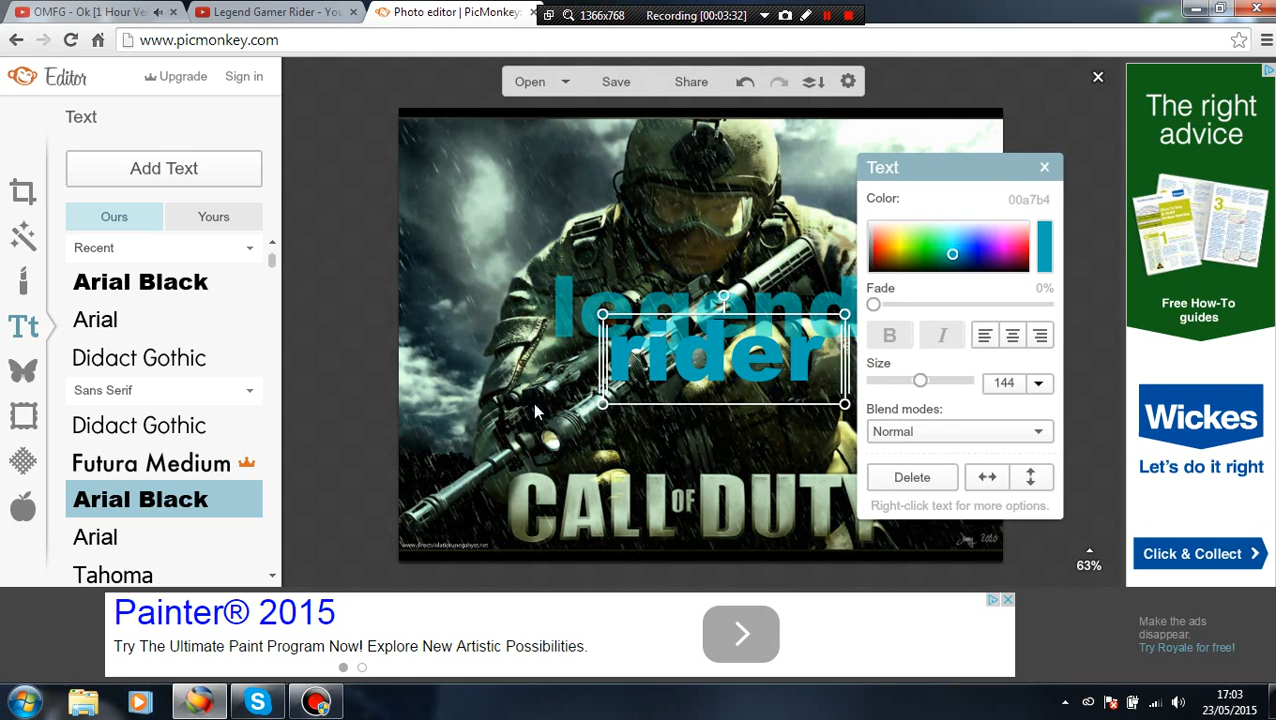 OMFG - Ok [1 Hour Ve
Legend Gamer Rider - You
Photo editor | PicMonkey:
1366x768
Recording [00:03:32]
www.picmonkey.com
Editor
Upgrade
Sign in
Open
Save
Share
Text
Add Text
Ours
Yours
Recent
Arial Black
Arial
Didact Gothic
Sans Serif
Didact Gothic
Futura Medium
Arial Black
Arial
Tahoma
legend
rider
CALL OF DUTY
2010
Text
Color:
00a7b4
Fade
0%
B
I
Size
144
Blend modes:
Normal
Delete
Right-click text for more options.
63%
The right
advice
Free How-To
guides
Wickes
Let's do it right
Click & Collect
Make the ads
disappear.
Try Royale for free!
Painter® 2015
Try The Ultimate Paint Program Now! Explore New Artistic Possibilities.
17:03
23/05/2015